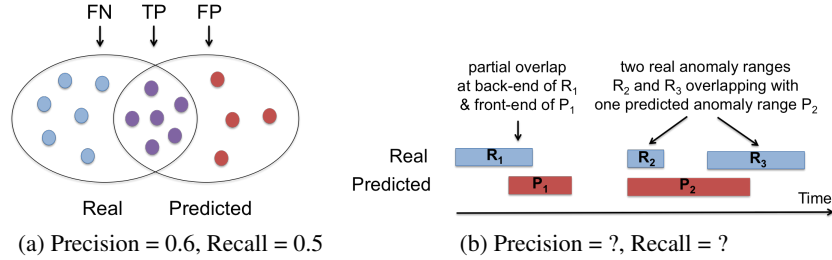 FN TP FP
Real Predicted
(a) Precision = 0.6, Recall = 0.5
partial overlap
at back-end of R1
& front-end of P1
two real anomaly ranges
R2 and R3 overlapping with
one predicted anomaly range P2
Real R1 R2 R3
Predicted P1 P2
Time
(b) Precision = ?, Recall = ?